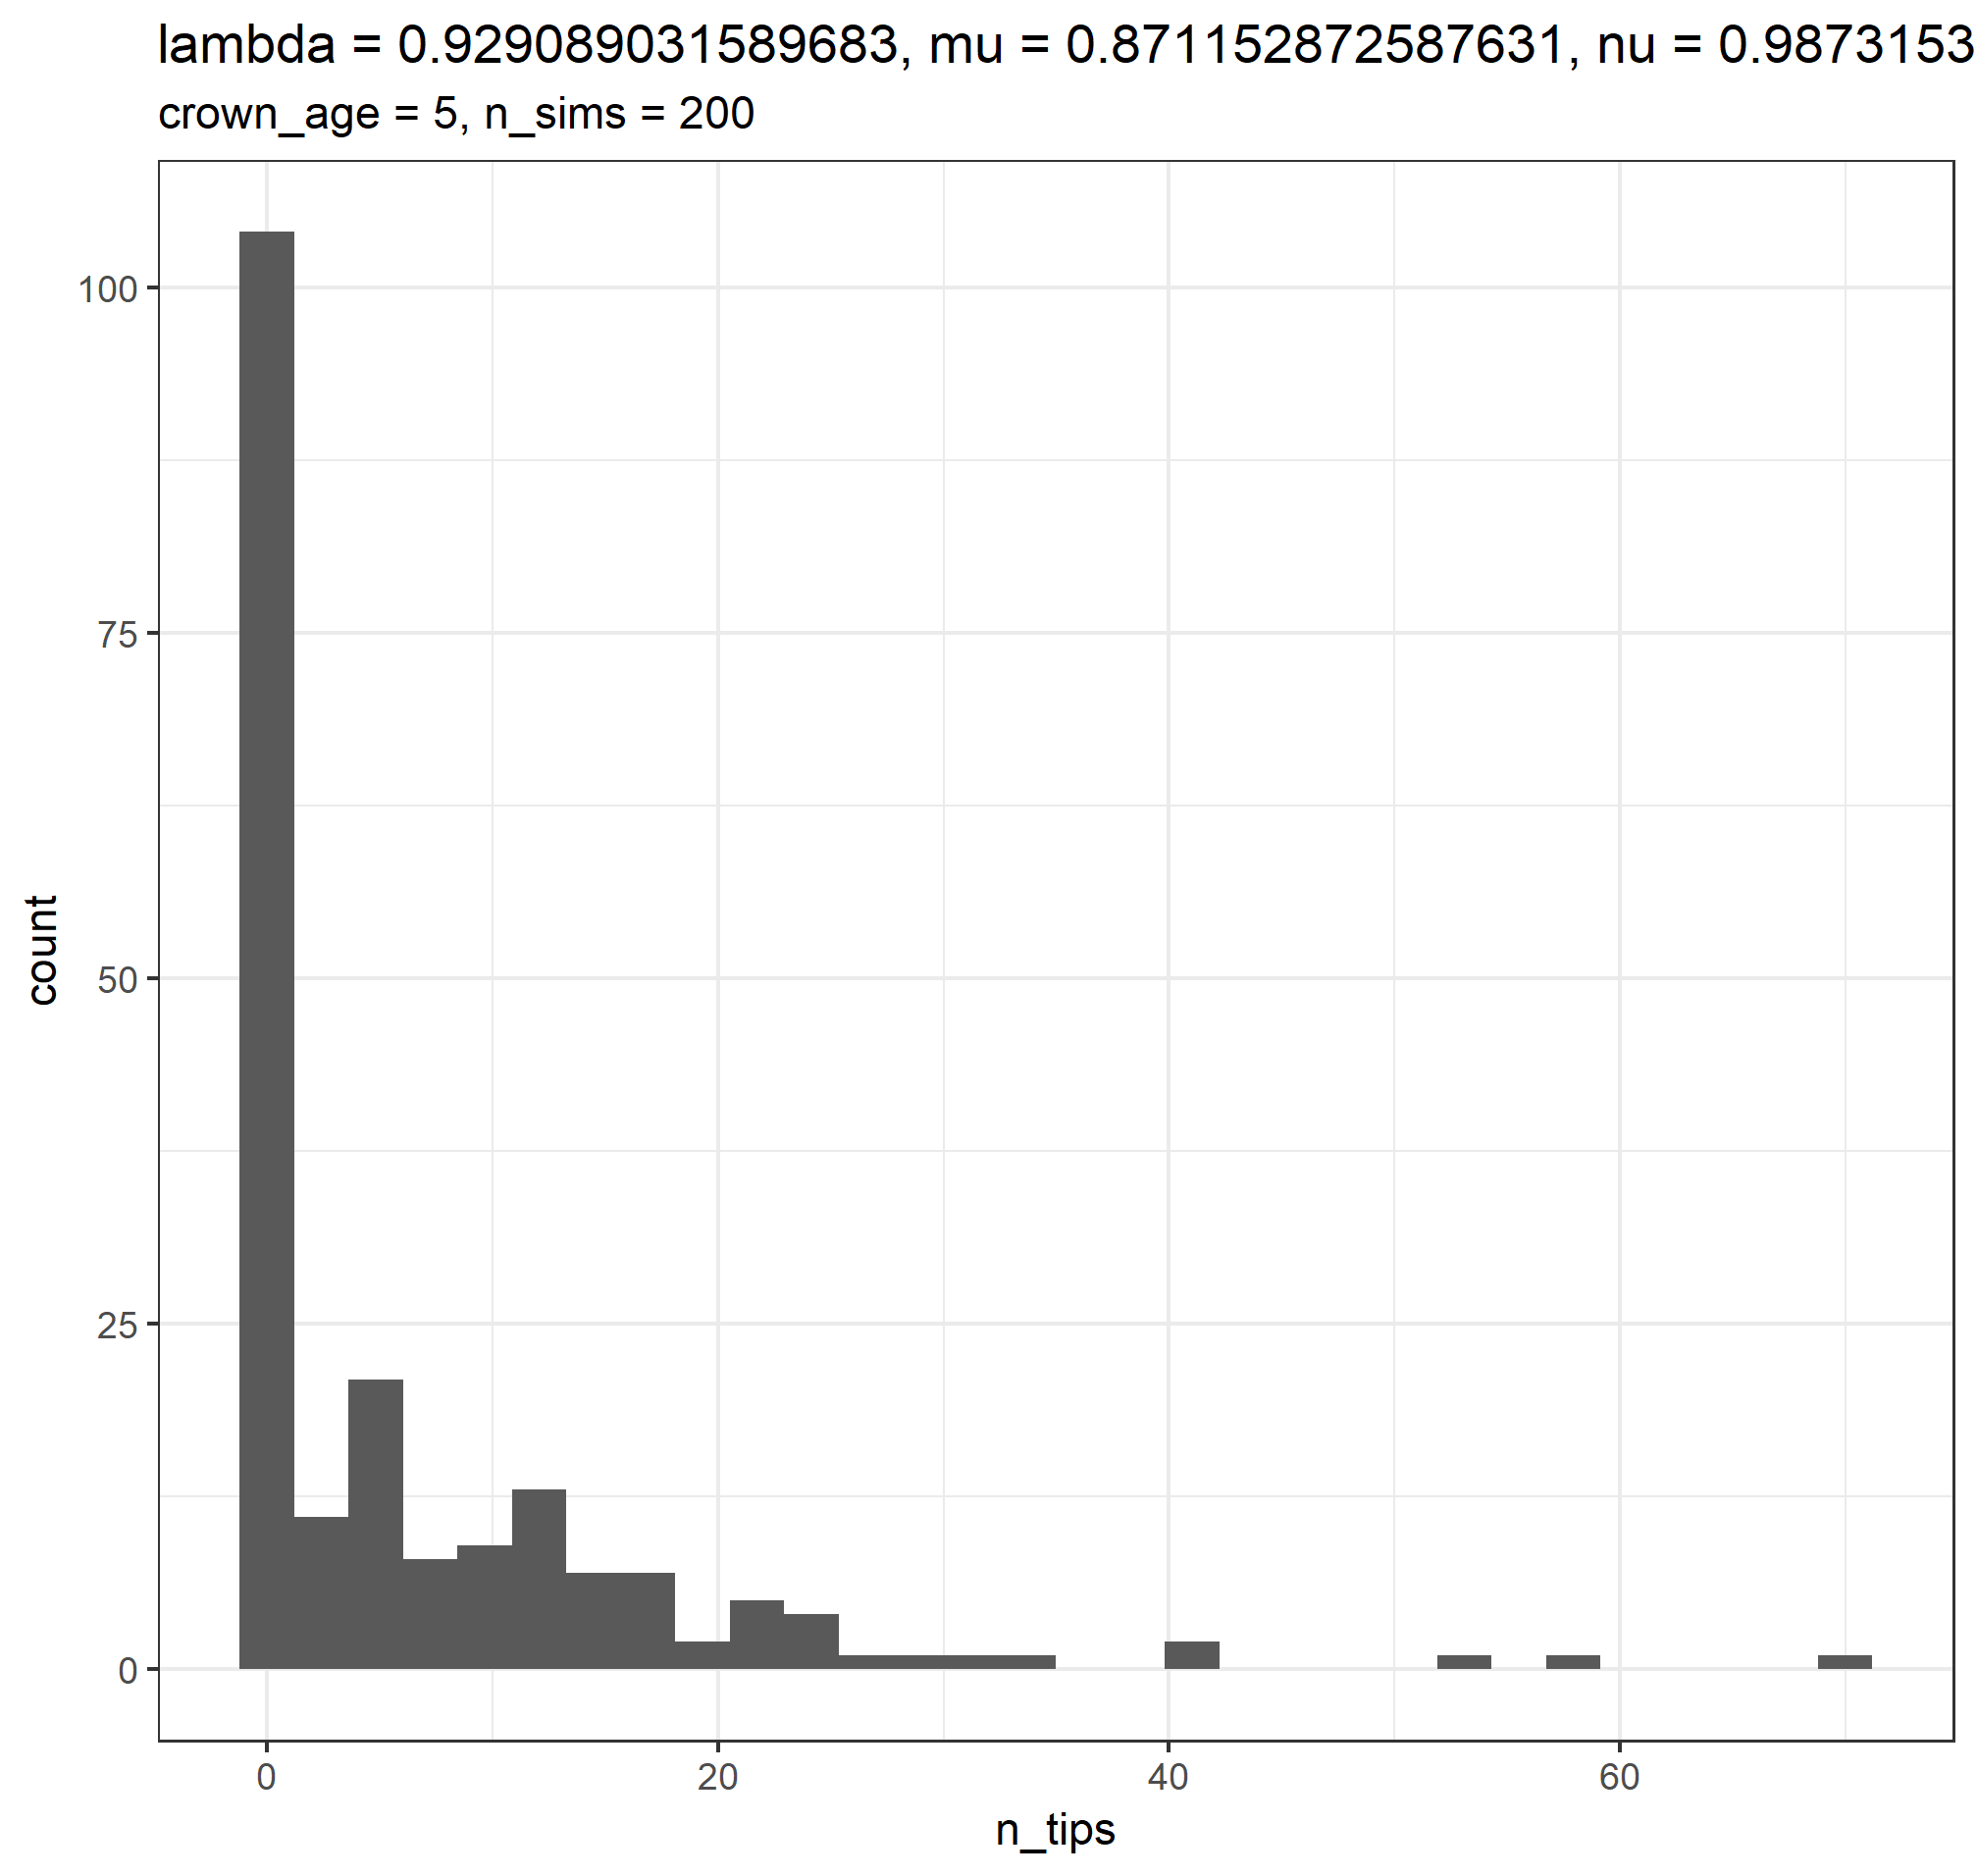 lambda = 0.929089031589683, mu = 0.871152872587631, nu = 0.9873153
crown_age = 5, n_sims = 200
100
75
50
25
0
count
0 20 40 60
n_tips